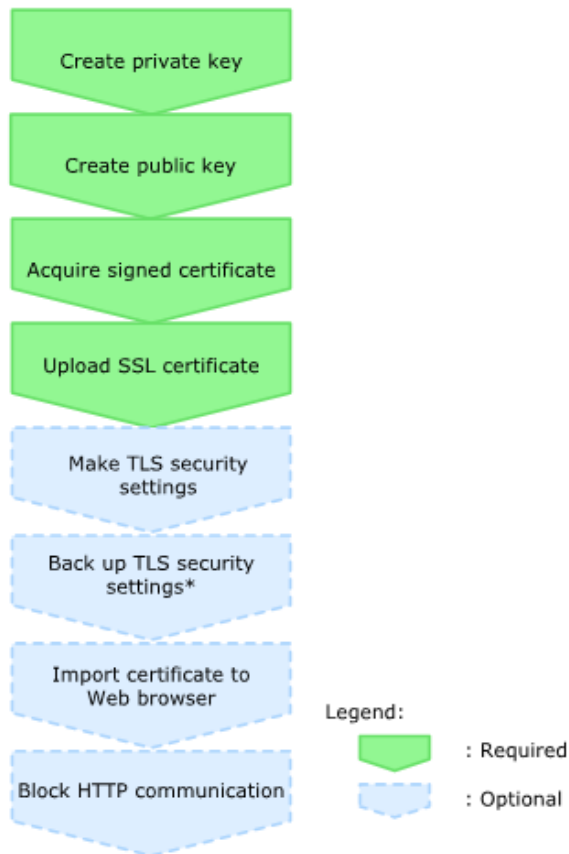 Create private key
Create public key
Acquire signed certificate
Upload SSL certificate
Make TLS security
settings
Back up TLS security
settings*
Import certificate to
Web browser
Block HTTP communication
Legend:
: Required
: Optional